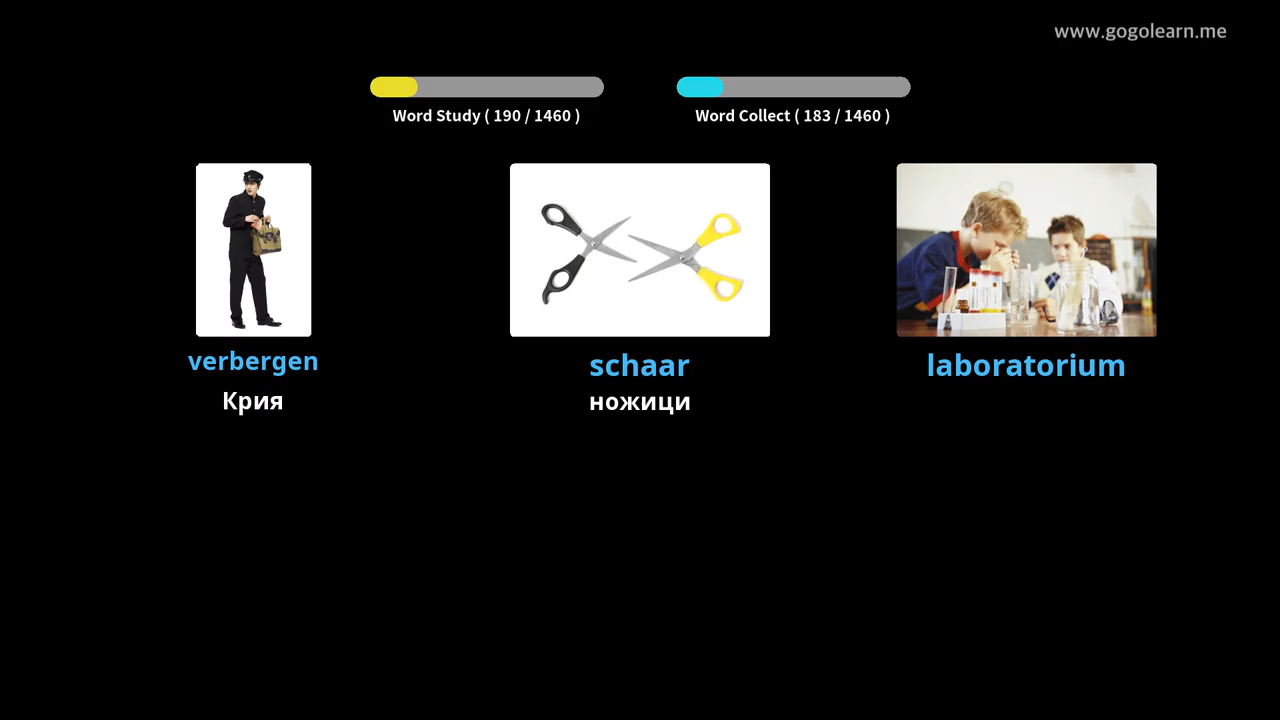 www.gogolearn.me
Word Study ( 190 / 1460 )
Word Collect ( 183 / 1460 )
verbergen
Крия
schaar
ножици
laboratorium